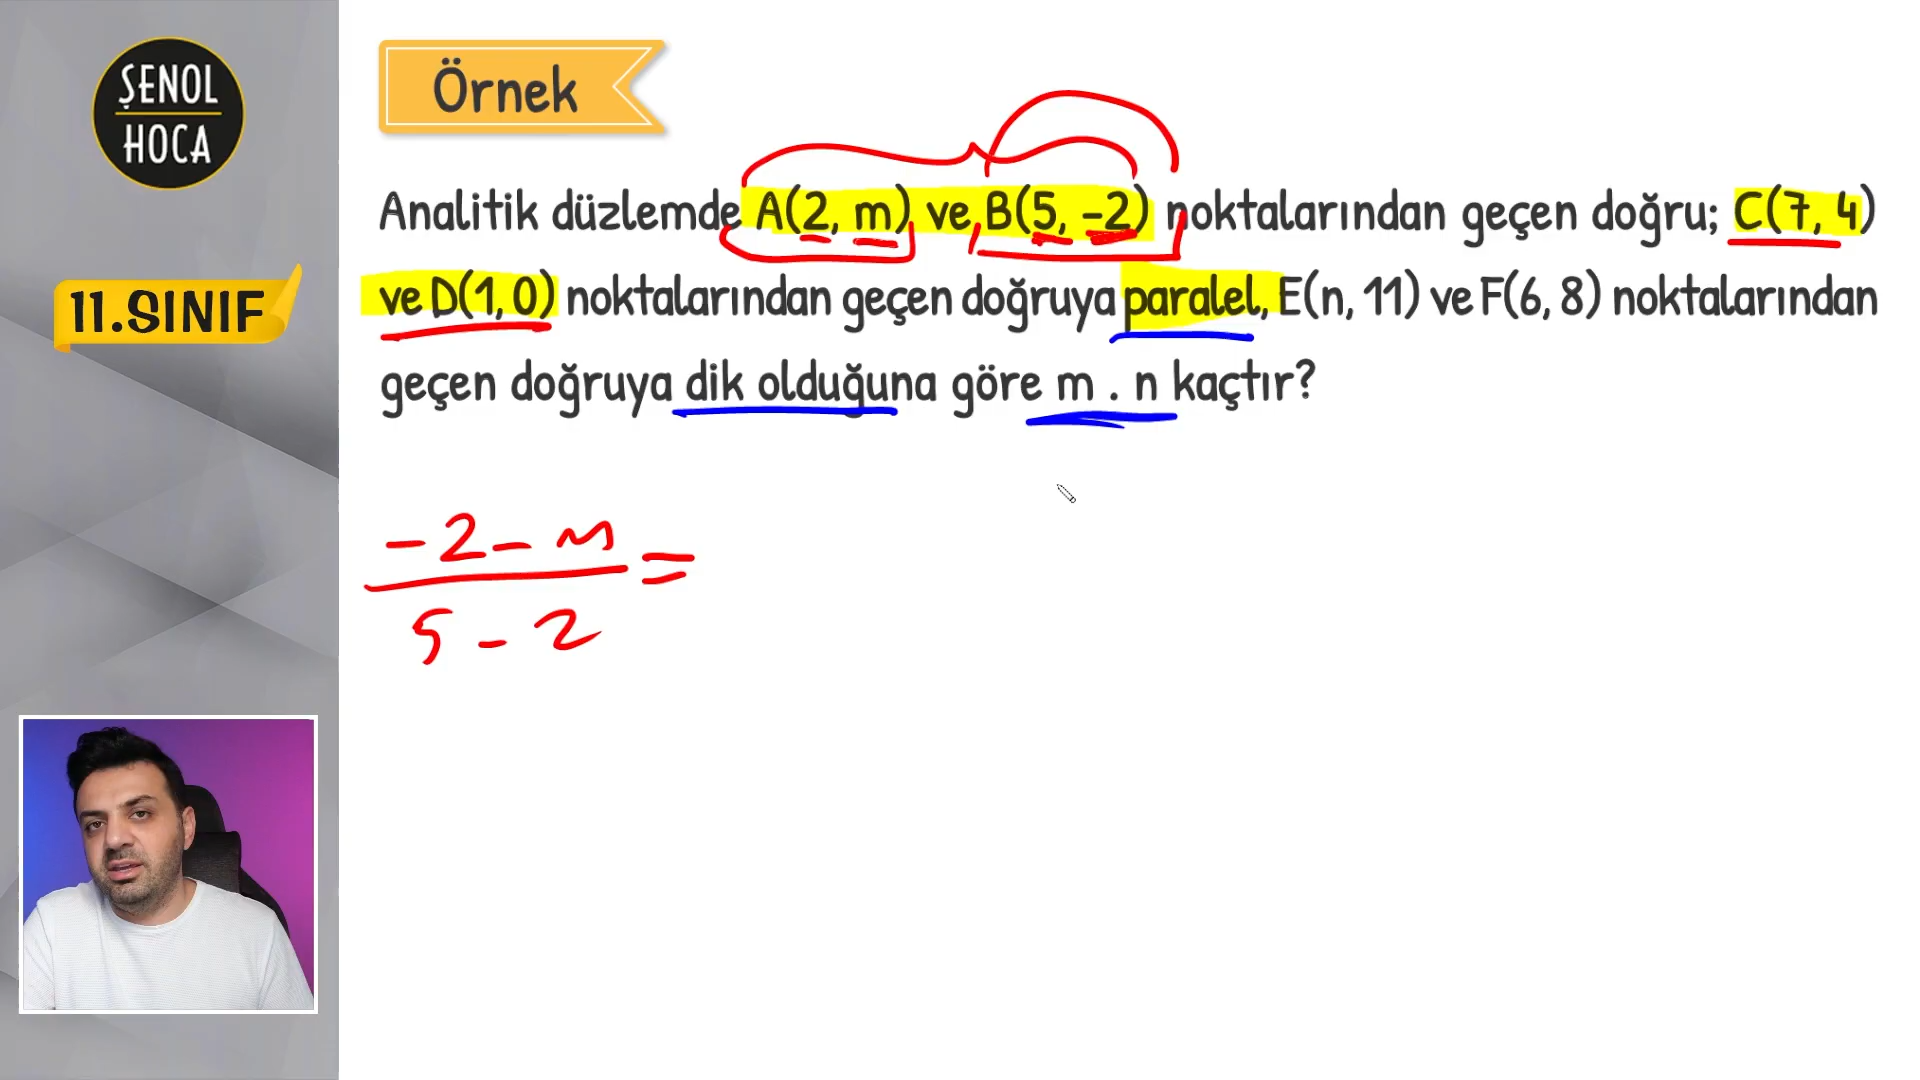 ŞENOL
HOCA
11.SINIF
Örnek
Analitik düzlemde A(2, m) ve B(5, -2) noktalarından geçen doğru; C(7, 4)
ve D(1, 0) noktalarından geçen doğruya paralel, E(n, 11) ve F(6, 8) noktalarından
geçen doğruya dik olduğuna göre m . n kaçtır?
-2 - m =
5 - 2